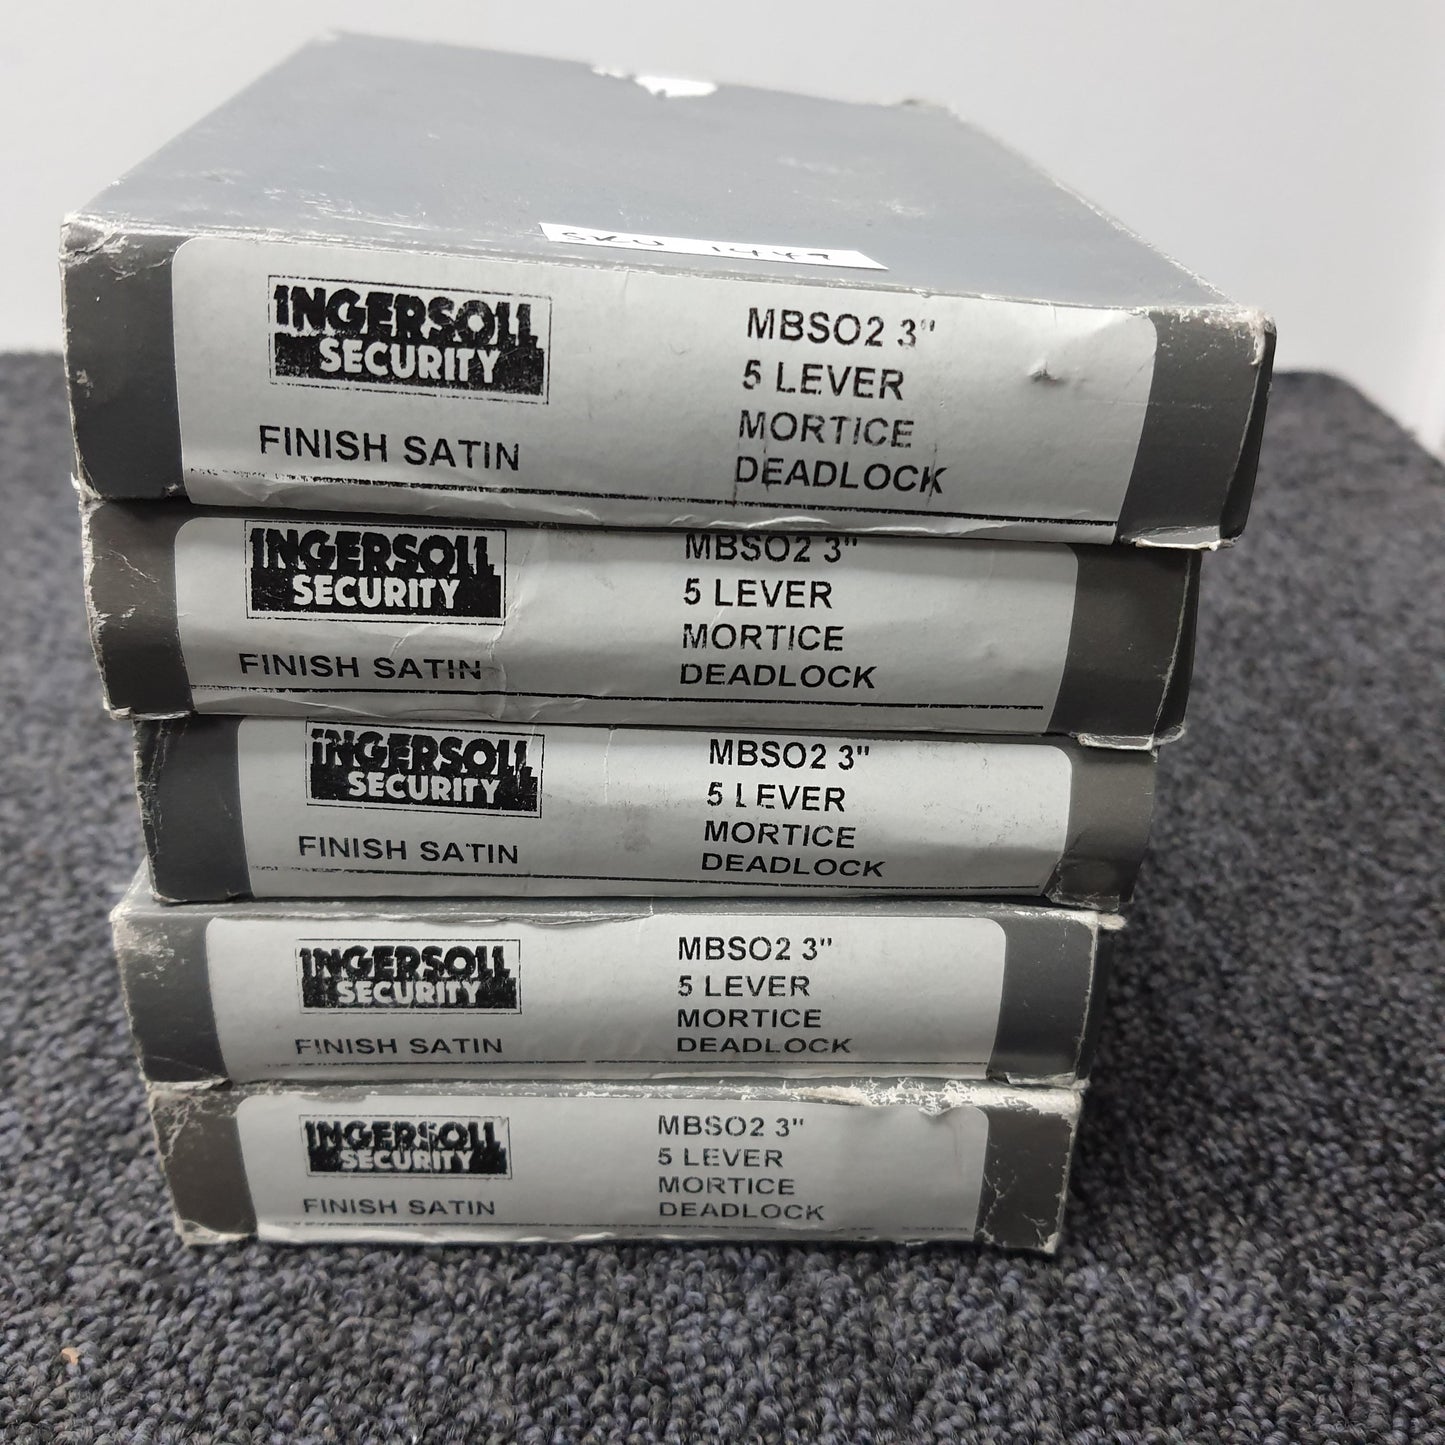 SKU 1447
INGERSOLL
SECURITY
FINISH SATIN
MBSO2 3"
5 LEVER
MORTICE
DEADLOCK
INGERSOLL
SECURITY
FINISH SATIN
MBSO2 3"
5 LEVER
MORTICE
DEADLOCK
INGERSOLL
SECURITY
FINISH SATIN
MBSO2 3"
5 LEVER
MORTICE
DEADLOCK
INGERSOLL
SECURITY
FINISH SATIN
MBSO2 3"
5 LEVER
MORTICE
DEADLOCK
INGERSOLL
SECURITY
FINISH SATIN
MBSO2 3"
5 LEVER
MORTICE
DEADLOCK